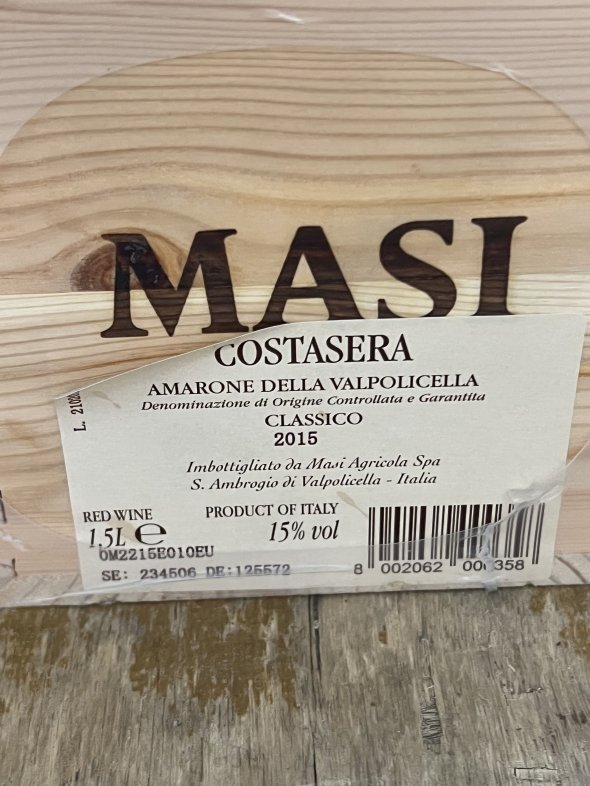 MASI
COSTASERA
AMARONE DELLA VALPOLICELLA
Denominazione di Origine Controllata e Garantita
CLASSICO
2015
Imbottigliato da Masi Agricola Spa
S. Ambrogio di Valpolicella - Italia
RED WINE
PRODUCT OF ITALY
1,5L e
15% vol
0M2215E010EU
SE: 234506 DE:125572
8 002062 000358
L.